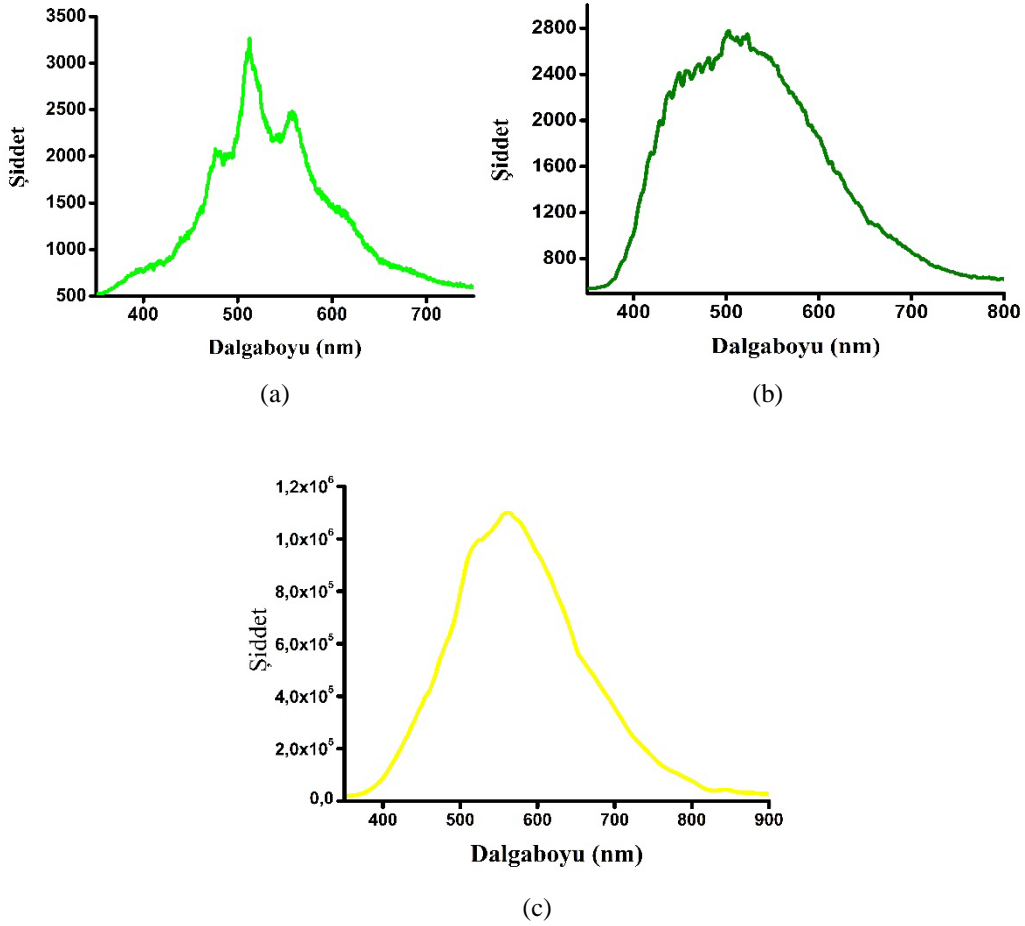 3500
3000
2500
2000
1500
1000
500
Şiddet
400 500 600 700
Dalgaboyu (nm)
(a)
2800
2400
2000
1600
1200
800
Şiddet
400 500 600 700 800
Dalgaboyu (nm)
(b)
1,2x10⁶
1,0x10⁶
8,0x10⁵
6,0x10⁵
4,0x10⁵
2,0x10⁵
0,0
Şiddet
400 500 600 700 800 900
Dalgaboyu (nm)
(c)